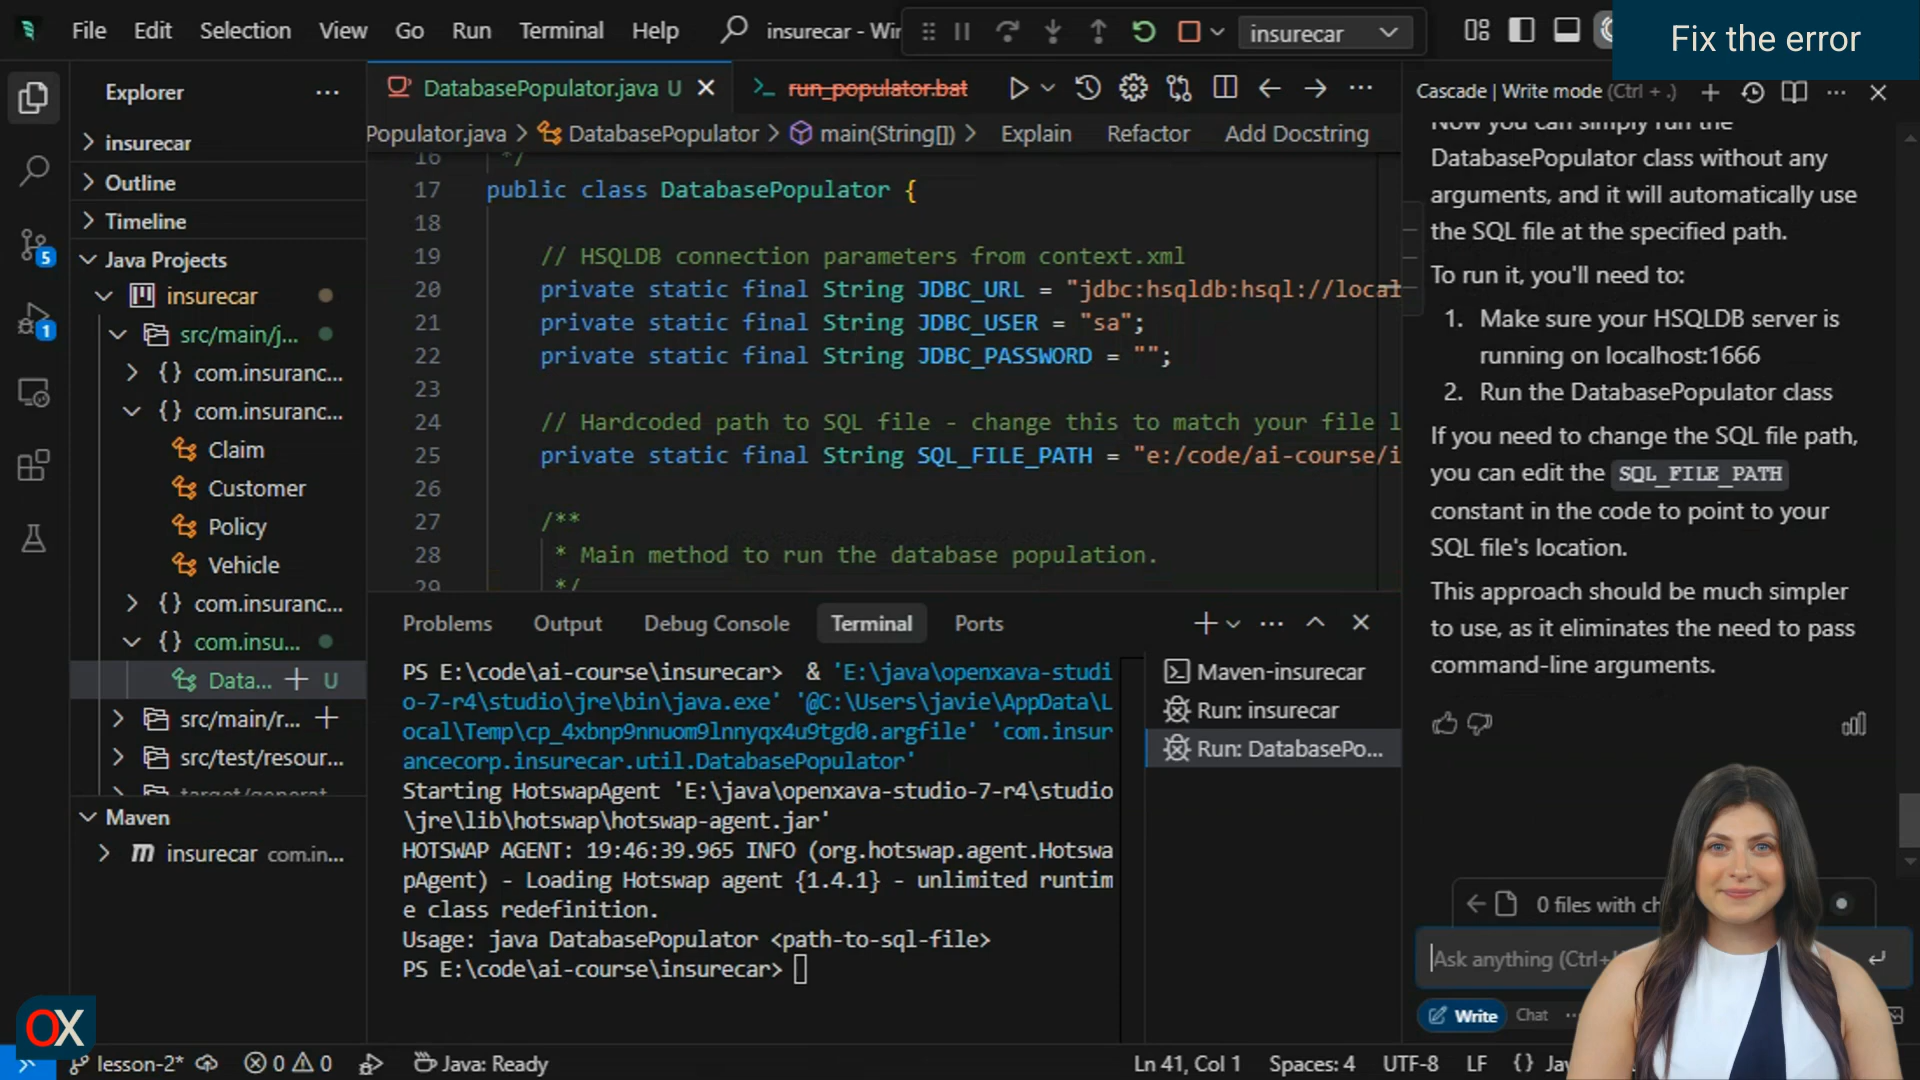 File Edit Selection View Go Run Terminal Help
insurecar - Wi
insurecar
Fix the error
Explorer
insurecar
Outline
Timeline
Java Projects
insurecar
src/main/j...
com.insuranc...
com.insuranc...
Claim
Customer
Policy
Vehicle
com.insuranc...
com.insu...
Data... U
src/main/r...
src/test/resour...
Maven
insurecar com.in...
5
1
DatabasePopulator.java U
run_populator.bat
Populator.java > DatabasePopulator > main(String[]) > Explain Refactor Add Docstring
16 */
17 public class DatabasePopulator {
18
19 // HSQLDB connection parameters from context.xml
20 private static final String JDBC_URL = "jdbc:hsqldb:hsql://local
21 private static final String JDBC_USER = "sa";
22 private static final String JDBC_PASSWORD = "";
23
24 // Hardcoded path to SQL file - change this to match your file l
25 private static final String SQL_FILE_PATH = "e:/code/ai-course/i
26
27 /**
28 * Main method to run the database population.
29 */
Problems Output Debug Console Terminal Ports
PS E:\code\ai-course\insurecar> & 'E:\java\openxava-studi
o-7-r4\studio\jre\bin\java.exe' '@C:\Users\javie\AppData\L
ocal\Temp\cp_4xbnp9nnuom9lnnyqx4u9tgd0.argfile' 'com.insur
ancecorp.insurecar.util.DatabasePopulator'
Starting HotswapAgent 'E:\java\openxava-studio-7-r4\studio
\jre\lib\hotswap\hotswap-agent.jar'
HOTSWAP AGENT: 19:46:39.965 INFO (org.hotswap.agent.Hotswa
pAgent) - Loading Hotswap agent {1.4.1} - unlimited runtim
e class redefinition.
Usage: java DatabasePopulator <path-to-sql-file>
PS E:\code\ai-course\insurecar>
Maven-insurecar
Run: insurecar
Run: DatabasePo...
Cascade | Write mode (Ctrl + .)
Now you can simply run the
DatabasePopulator class without any
arguments, and it will automatically use
the SQL file at the specified path.
To run it, you'll need to:
1. Make sure your HSQLDB server is
running on localhost:1666
2. Run the DatabasePopulator class
If you need to change the SQL file path,
you can edit the SQL_FILE_PATH
constant in the code to point to your
SQL file's location.
This approach should be much simpler
to use, as it eliminates the need to pass
command-line arguments.
0 files with ch
Ask anything (Ctrl+
Write Chat ...
OX
lesson-2* 0 0 Java: Ready
Ln 41, Col 1 Spaces: 4 UTF-8 LF {}